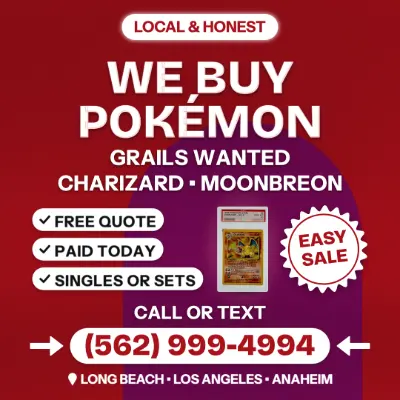 LOCAL & HONEST
WE BUY
POKÉMON
GRAILS WANTED
CHARIZARD • MOONBREON
FREE QUOTE
PAID TODAY
SINGLES OR SETS
EASY
SALE
CALL OR TEXT
(562) 999-4994
LONG BEACH • LOS ANGELES • ANAHEIM